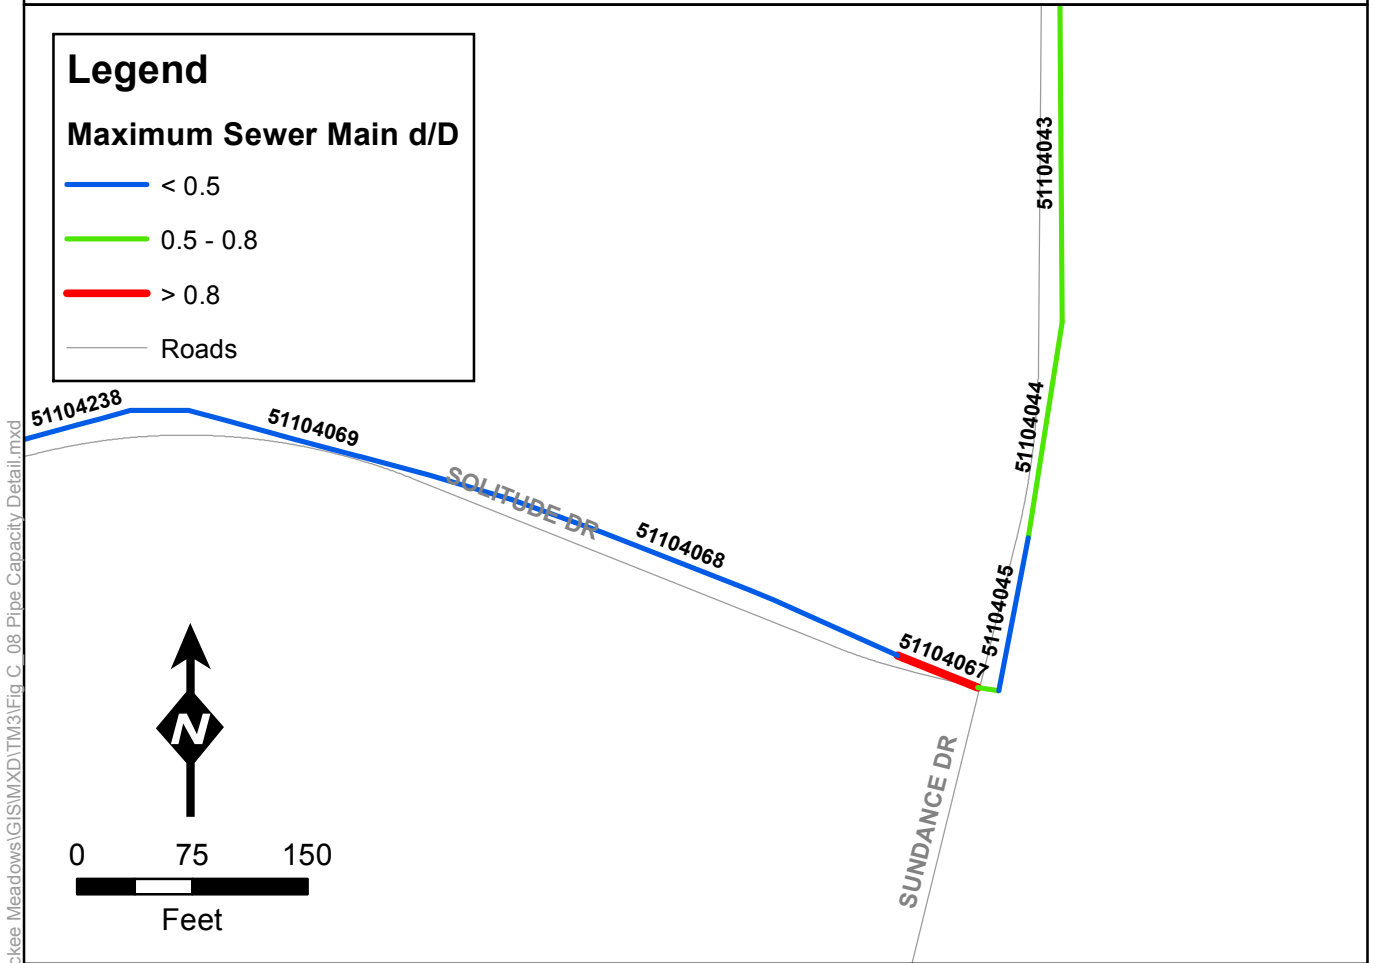 Legend
Maximum Sewer Main d/D
< 0.5
0.5 - 0.8
> 0.8
Roads
51104043
51104044
51104238
51104069
SOLITUDE DR
51104068
51104045
51104067
SUNDANCE DR
N
0 75 150
Feet
ckee Meadows\GIS\MXD\TM3\Fig C_08 Pipe Capacity Detail.mxd